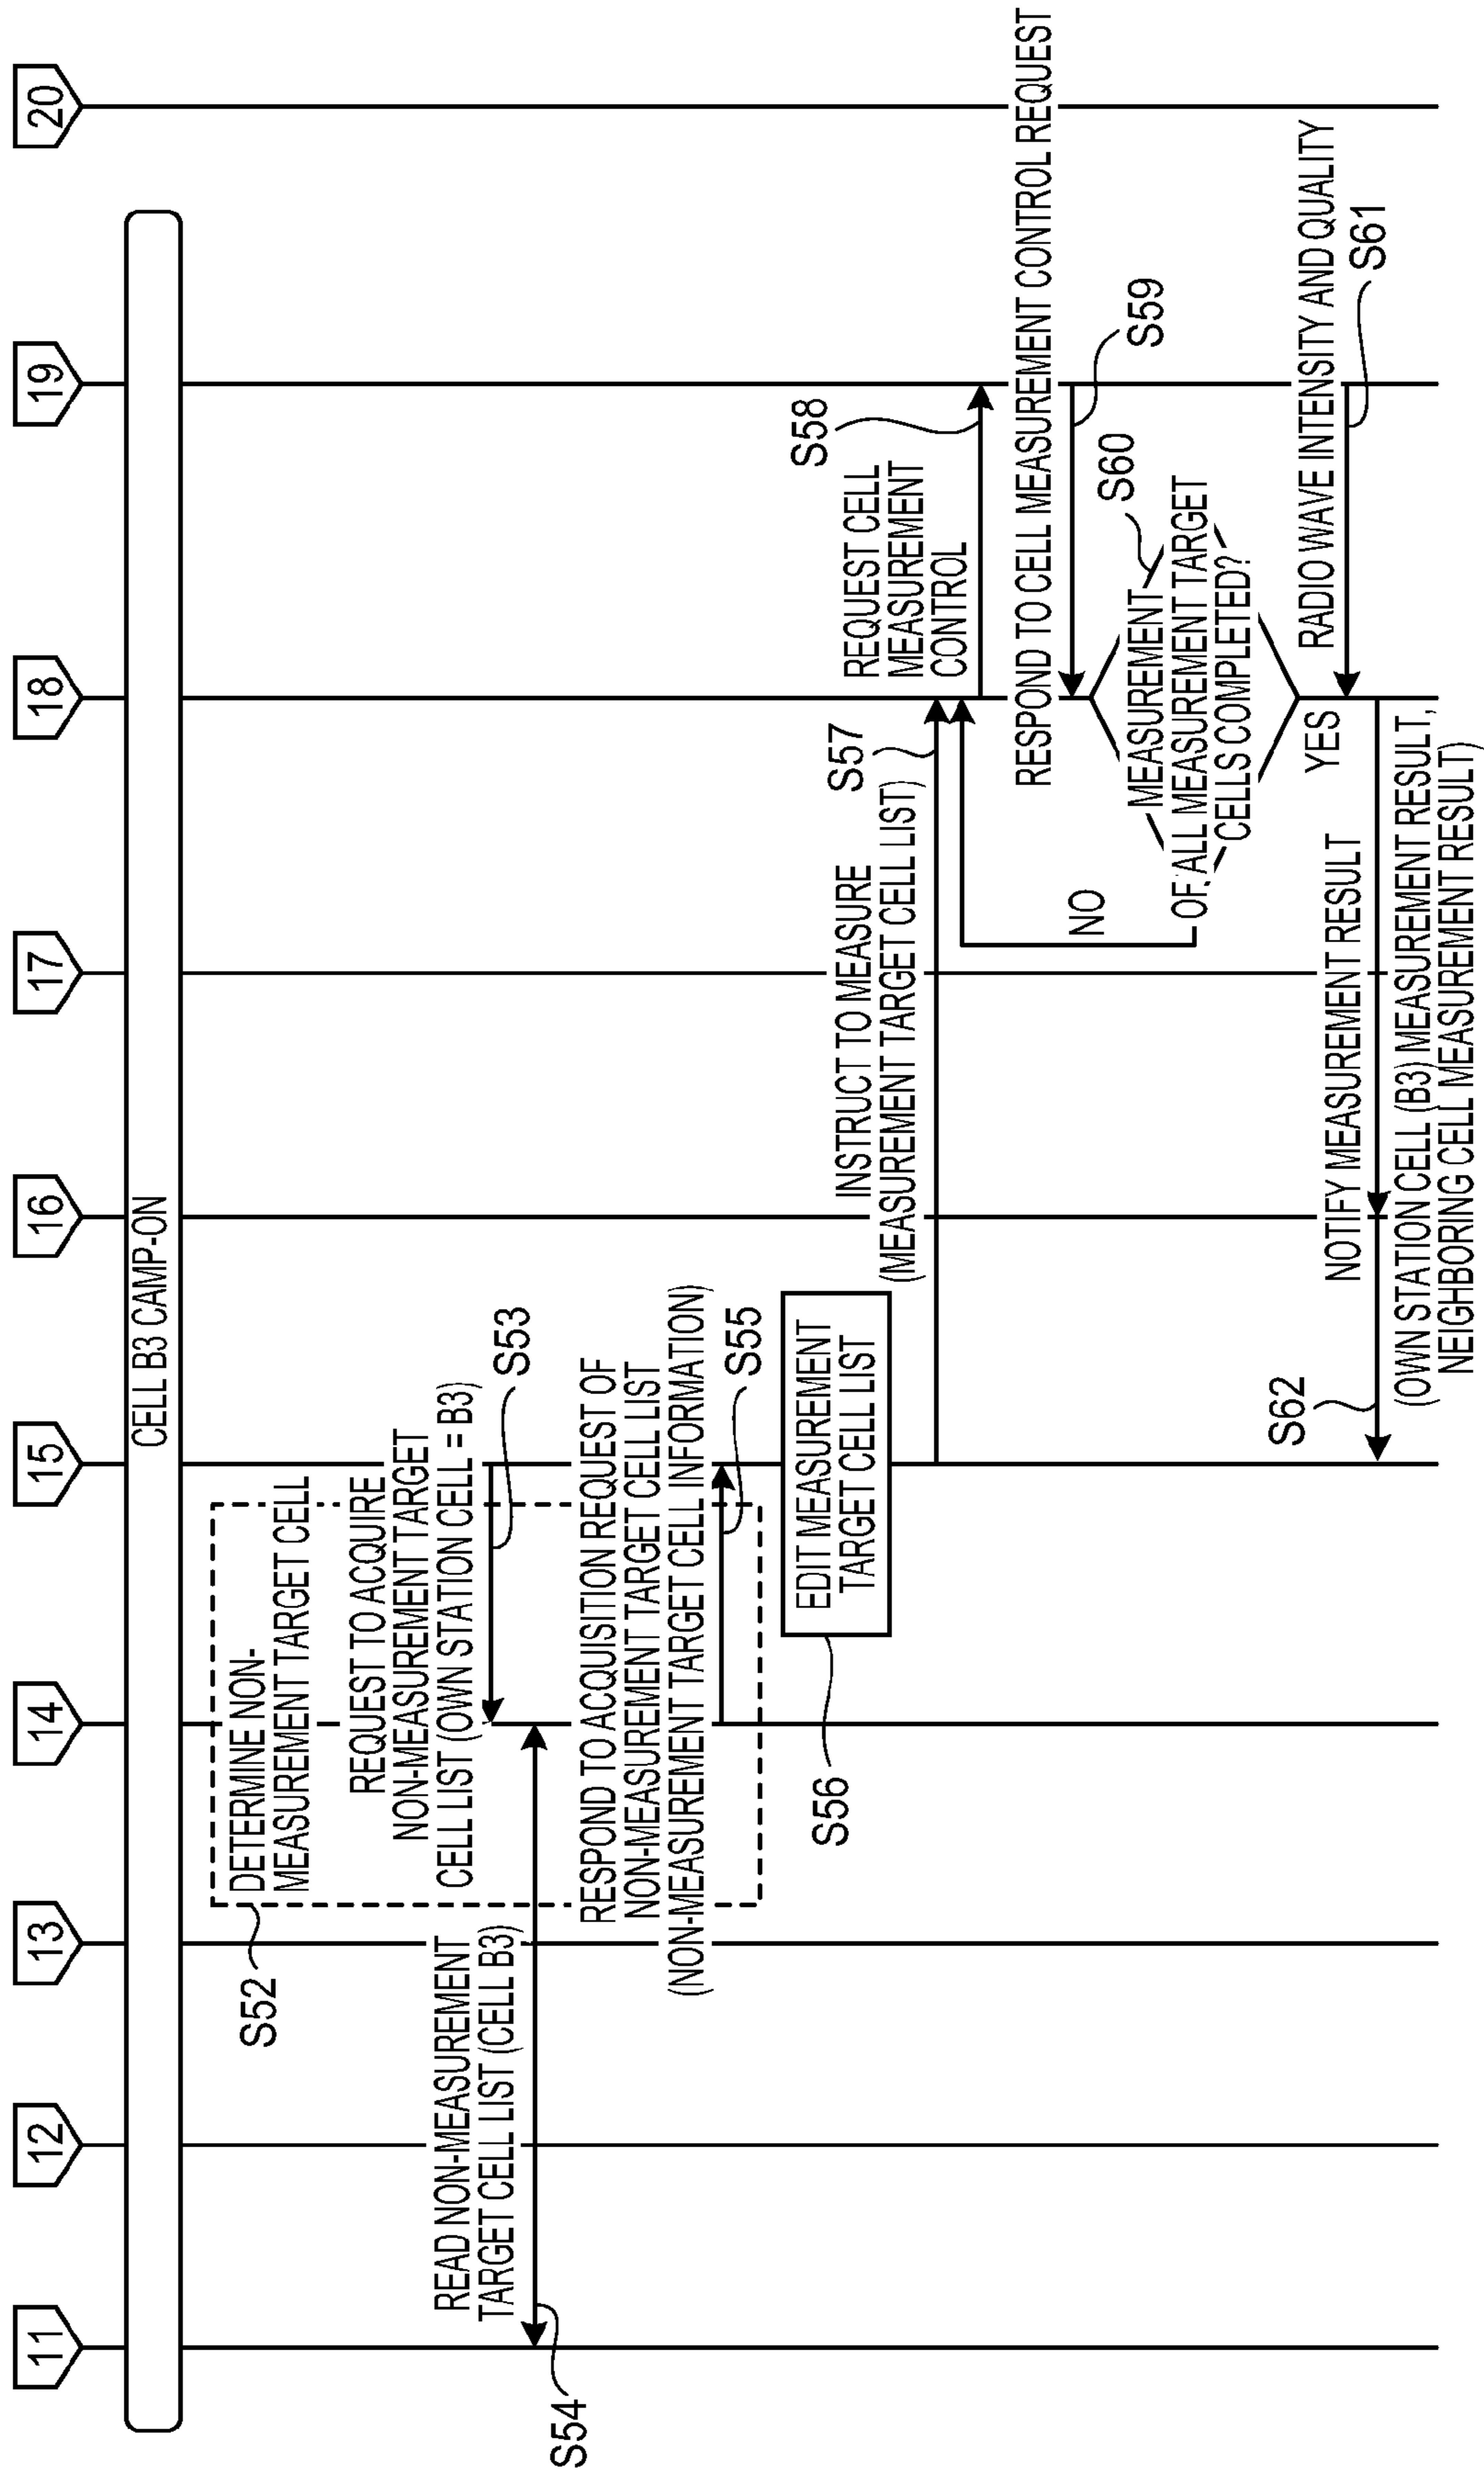 11
12
13
14
15
16
17
18
19
20
CELL B3 CAMP-ON
S52
DETERMINE NON-
MEASUREMENT TARGET CELL
REQUEST TO ACQUIRE
NON-MEASUREMENT TARGET
CELL LIST (OWN STATION CELL = B3)
S53
READ NON-MEASUREMENT
TARGET CELL LIST (CELL B3)
S54
RESPOND TO ACQUISITION REQUEST OF
NON-MEASUREMENT TARGET CELL LIST
(NON-MEASUREMENT TARGET CELL INFORMATION)
S55
EDIT MEASUREMENT
TARGET CELL LIST
S56
INSTRUCT TO MEASURE
(MEASUREMENT TARGET CELL LIST)
S57
REQUEST CELL
MEASUREMENT
CONTROL
S58
RESPOND TO CELL MEASUREMENT CONTROL REQUEST
S59
S60
MEASUREMENT
OF ALL MEASUREMENT TARGET
CELLS COMPLETED?
NO
YES
RADIO WAVE INTENSITY AND QUALITY
S61
NOTIFY MEASUREMENT RESULT
S62
(OWN STATION CELL (B3) MEASUREMENT RESULT,
NEIGHBORING CELL MEASUREMENT RESULT)